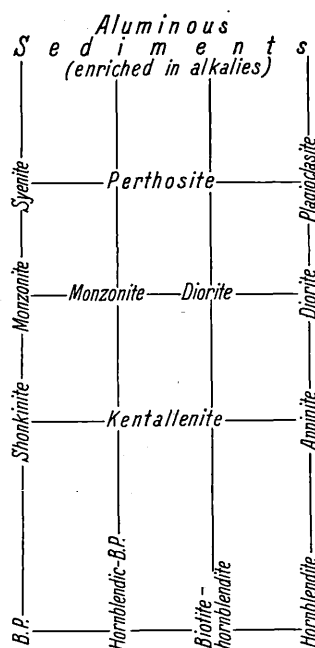 Aluminous
Sediments
(enriched in alkalies)
Syenite
Perthosite
Plagioclasite
Monzonite
Monzonite
Diorite
Diorite
Shonkinite
Kentallenite
Appinite
B.P.
Hornblendic-B.P.
Biotite-
hornblendite
Hornblendite